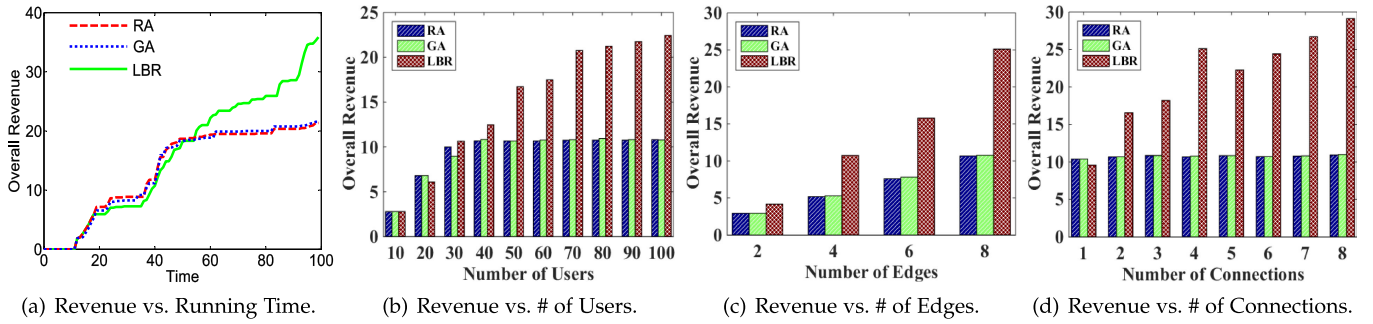 Overall Revenue
40
30
20
10
0
0 20 40 60 80 100
Time
RA
GA
LBR
(a) Revenue vs. Running Time.
Overall Revenue
25
20
15
10
5
0
10 20 30 40 50 60 70 80 90 100
Number of Users
RA
GA
LBR
(b) Revenue vs. # of Users.
Overall Revenue
30
25
20
15
10
5
0
2 4 6 8
Number of Edges
RA
GA
LBR
(c) Revenue vs. # of Edges.
Overall Revenue
30
25
20
15
10
5
0
1 2 3 4 5 6 7 8
Number of Connections
RA
GA
LBR
(d) Revenue vs. # of Connections.